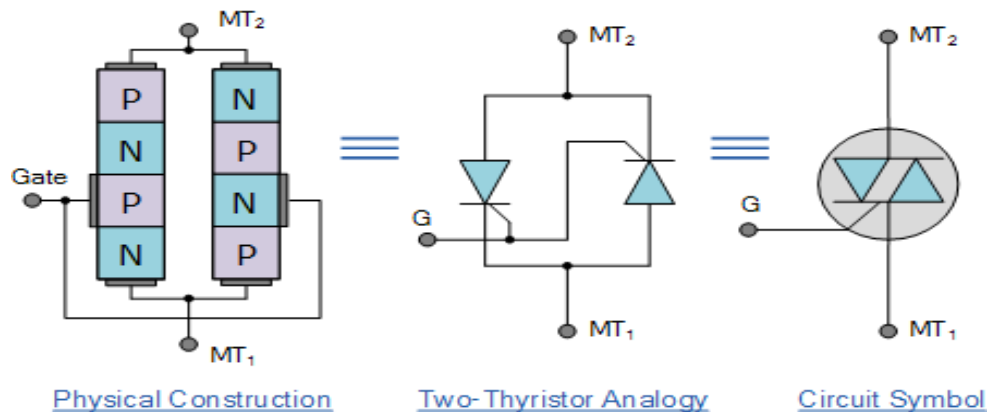 MT₂
MT₂
MT₂
P N
N P
Gate
P N
N P
G
G
MT₁
MT₁
MT₁
Physical Construction
Two-Thyristor Analogy
Circuit Symbol